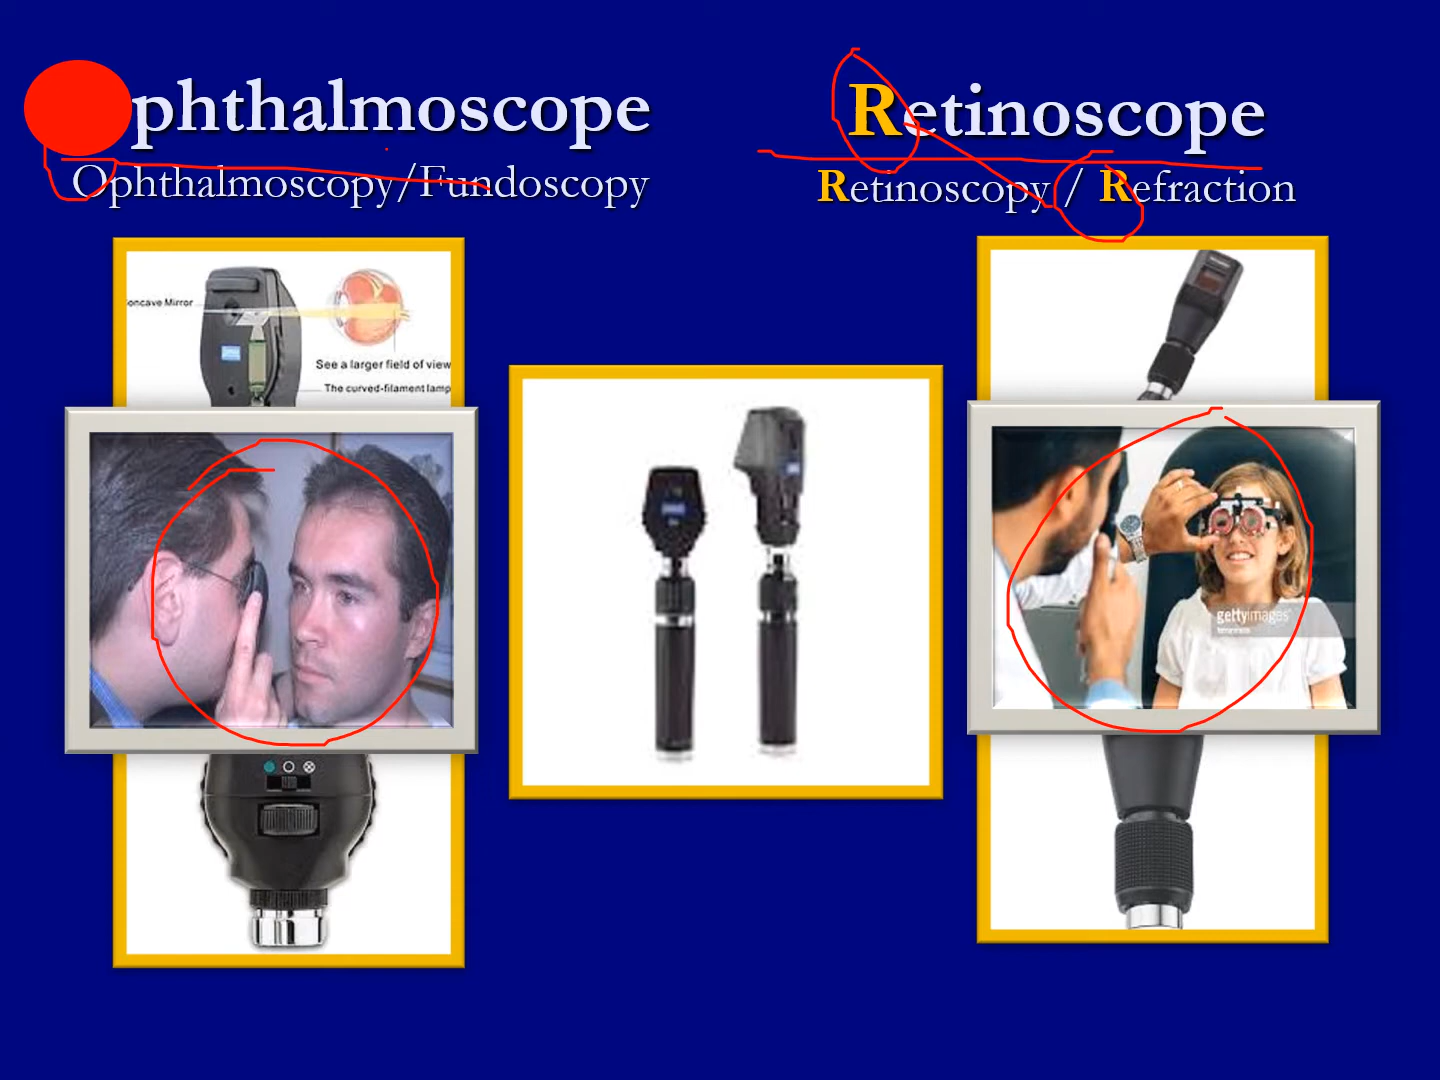 phthalmoscope
Ophthalmoscopy/Fundoscopy
Retinoscope
Retinoscopy / Refraction
oncave Mirror
See a larger field of view
The curved-filament lamp
gettyimages